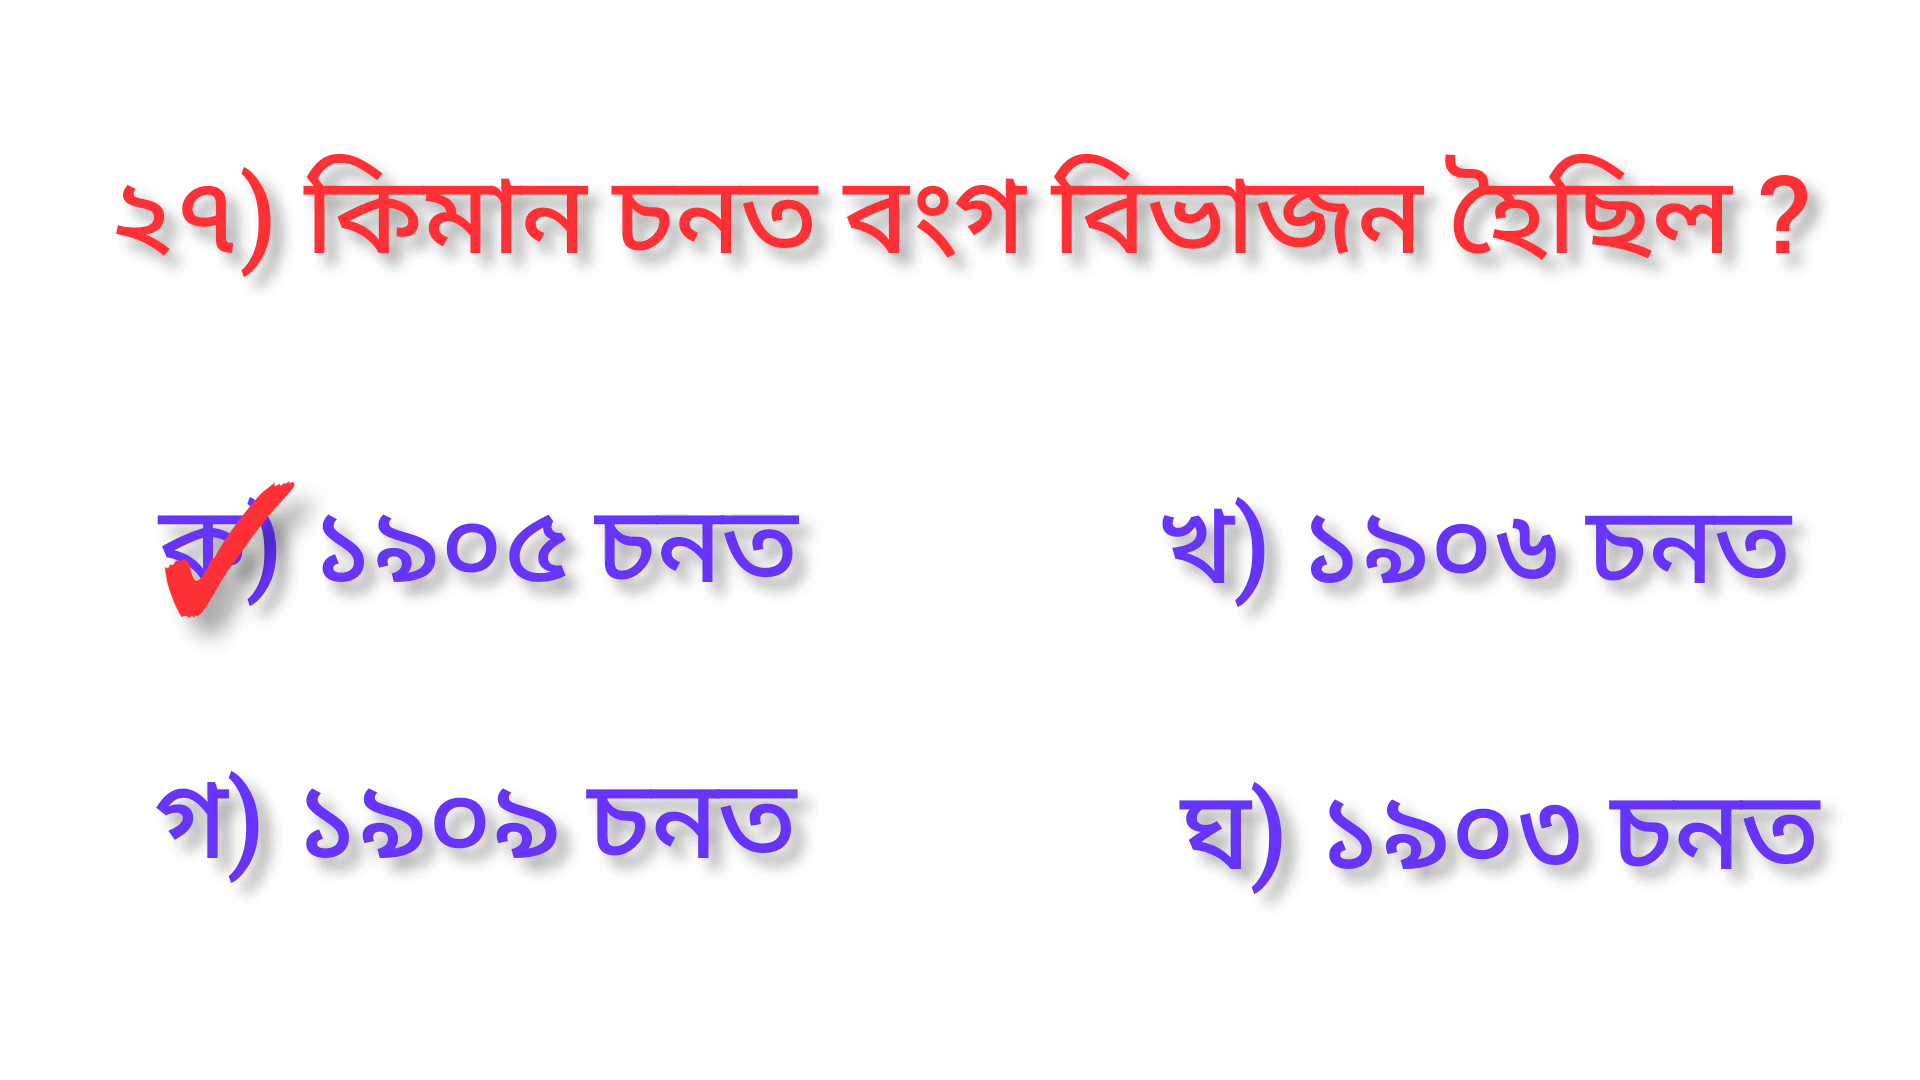 ২৭) কিমান চনত বংগ বিভাজন হৈছিল ?
ক) ১৯০৫ চনত
খ) ১৯০৬ চনত
গ) ১৯০৯ চনত
ঘ) ১৯০৩ চনত